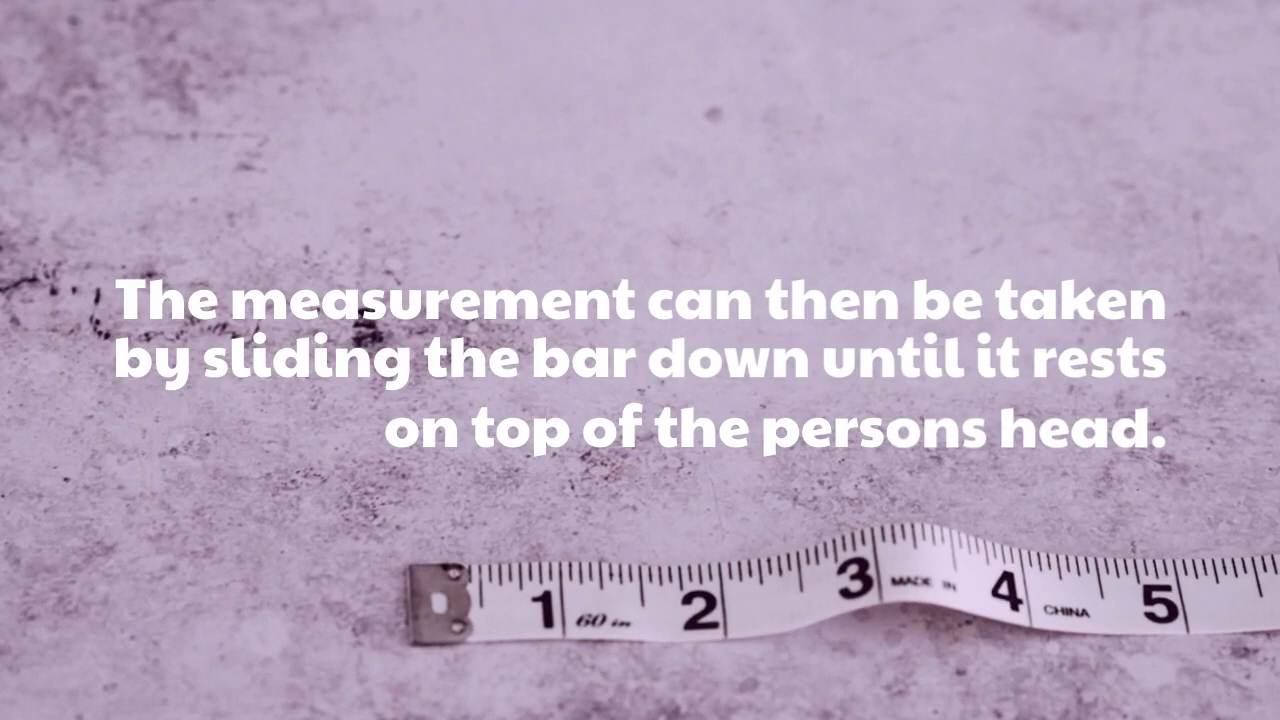 The measurement can then be taken
by sliding the bar down until it rests
on top of the persons head.
1 60 in 2 3 MADE IN 4 CHINA 5